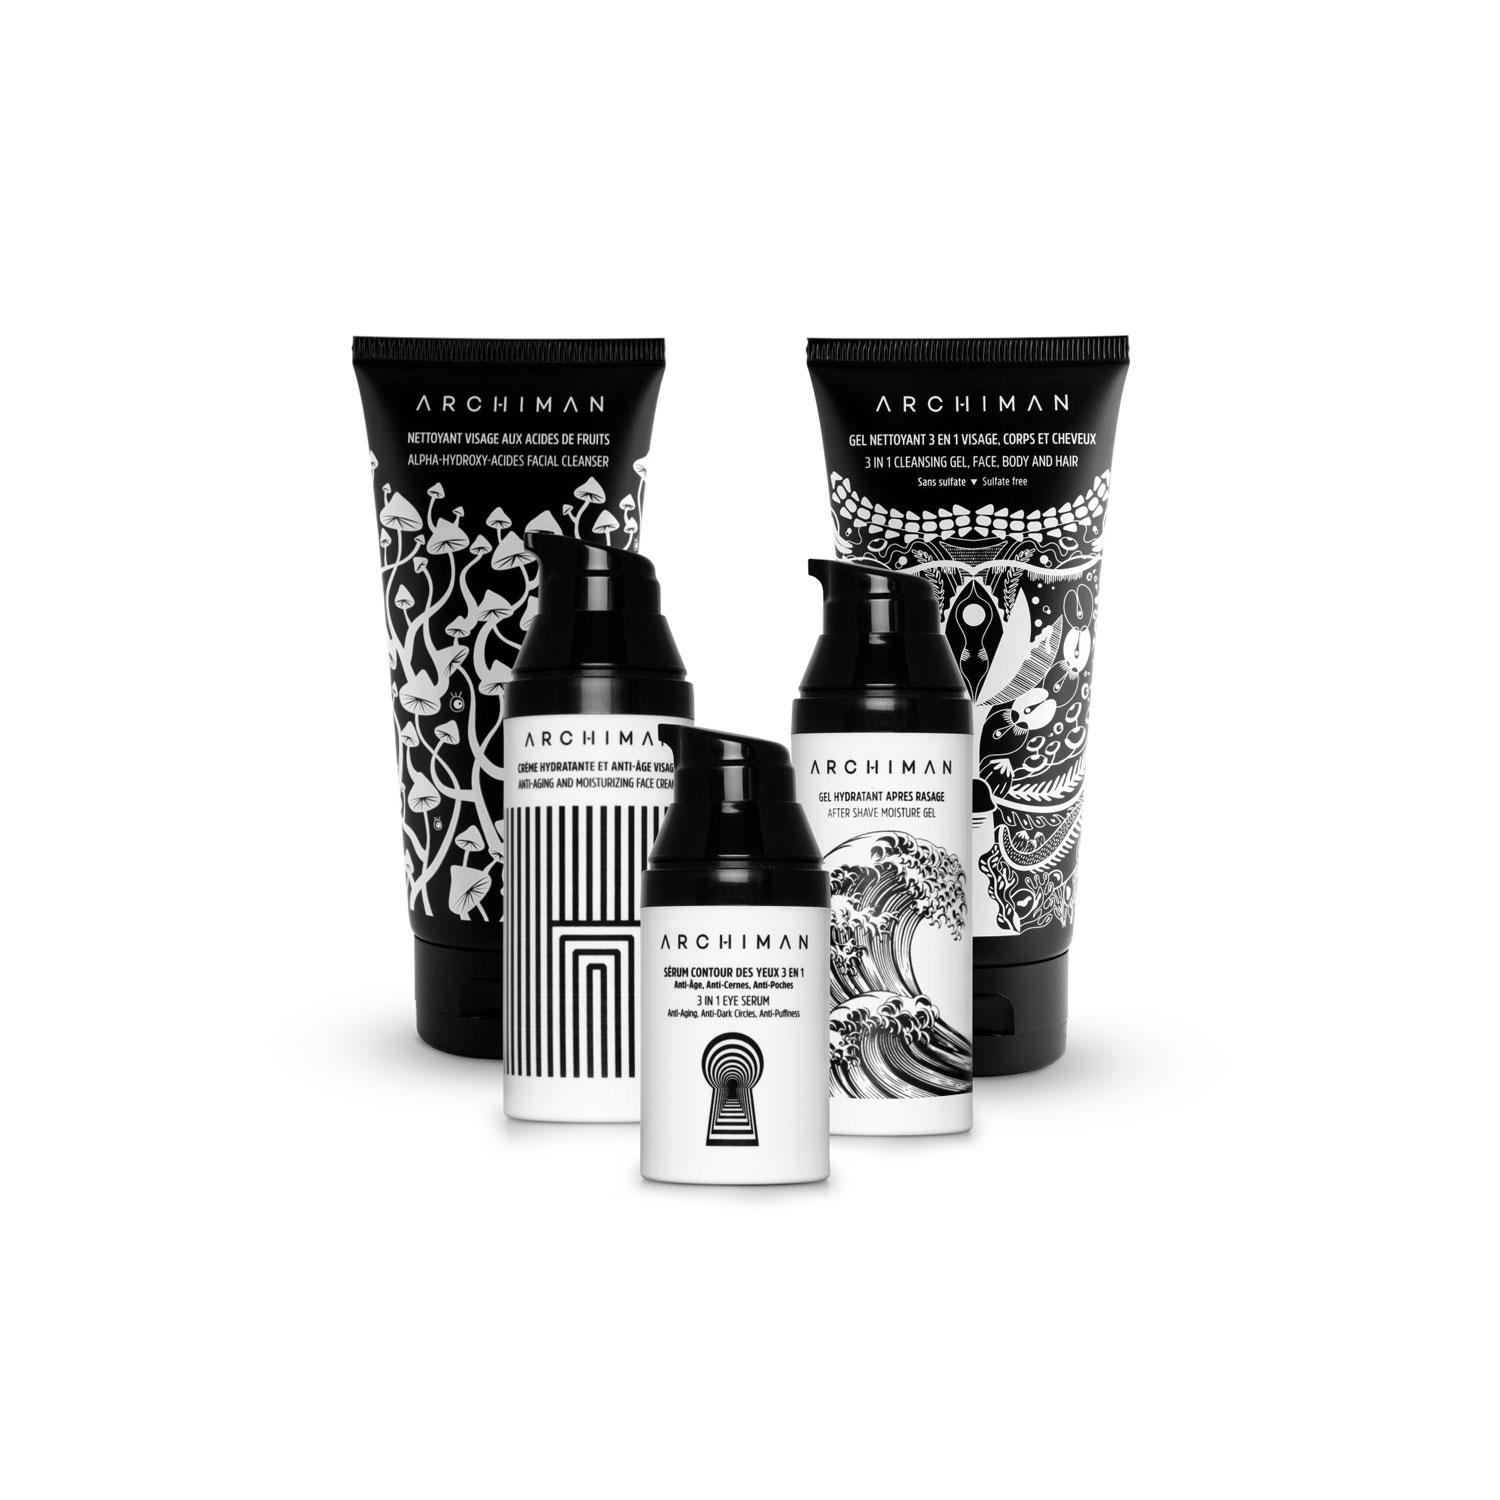 ARCHIMAN
NETTOYANT VISAGE AUX ACIDES DE FRUITS
ALPHA-HYDROXY-ACIDES FACIAL CLEANSER
ARCHIMAN
GEL NETTOYANT 3 EN 1 VISAGE, CORPS ET CHEVEUX
3 IN 1 CLEANSING GEL, FACE, BODY AND HAIR
Sans sulfate ▼ Sulfate free
ARCHIMAN
CRÈME HYDRATANTE ET ANTI-ÂGE VISAG
ANTI-AGING AND MOISTURIZING FACE CREAM
ARCHIMAN
GEL HYDRATANT APRES RASAGE
AFTER SHAVE MOISTURE GEL
ARCHIMAN
SÉRUM CONTOUR DES YEUX 3 EN 1
Anti-Âge, Anti-Cernes, Anti-Poches
3 IN 1 EYE SERUM
Anti-Aging, Anti-Dark Circles, Anti-Puffiness